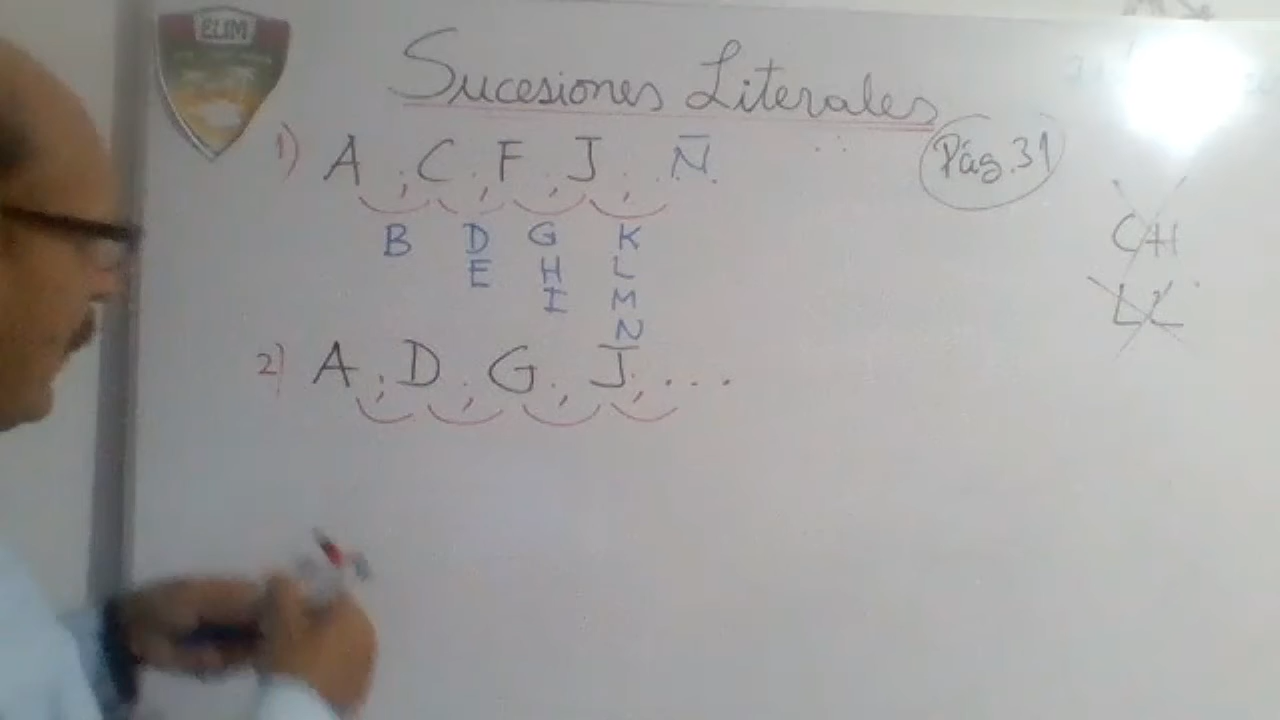 ELIM
Sucesiones Literales
1) A , C , F , J , Ñ
Pág. 31
B D G K
E H L
I M
N
CH
LL
2) A , D , G , J , ...